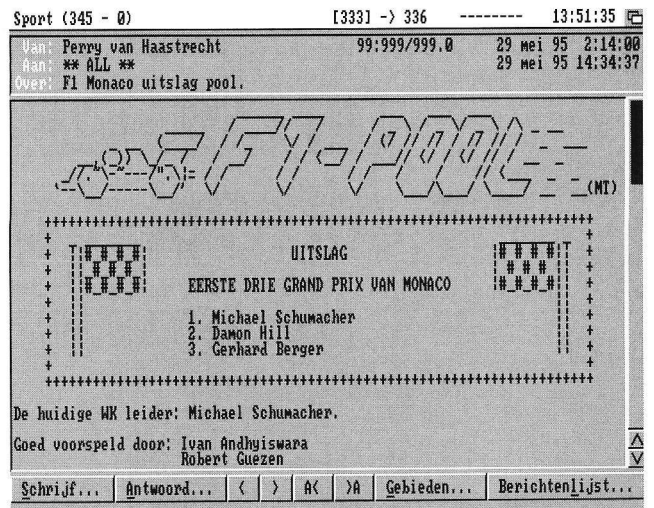 Sport (345 - 0) [333] -> 336 --------- 13:51:35
Van: Perry van Haastrecht 99:999/999.0 29 mei 95 2:14:00
Aan: ** ALL ** 29 mei 95 14:34:37
Over: F1 Monaco uitslag pool.
F1-POOL
(MT)
UITSLAG
EERSTE DRIE GRAND PRIX VAN MONACO
1. Michael Schumacher
2. Damon Hill
3. Gerhard Berger
De huidige WK leider: Michael Schumacher.
Goed voorspeld door: Ivan Andhyiswara
Robert Guezen
Schrijf... Antwoord... < > A< >A Gebieden... Berichtenlijst...